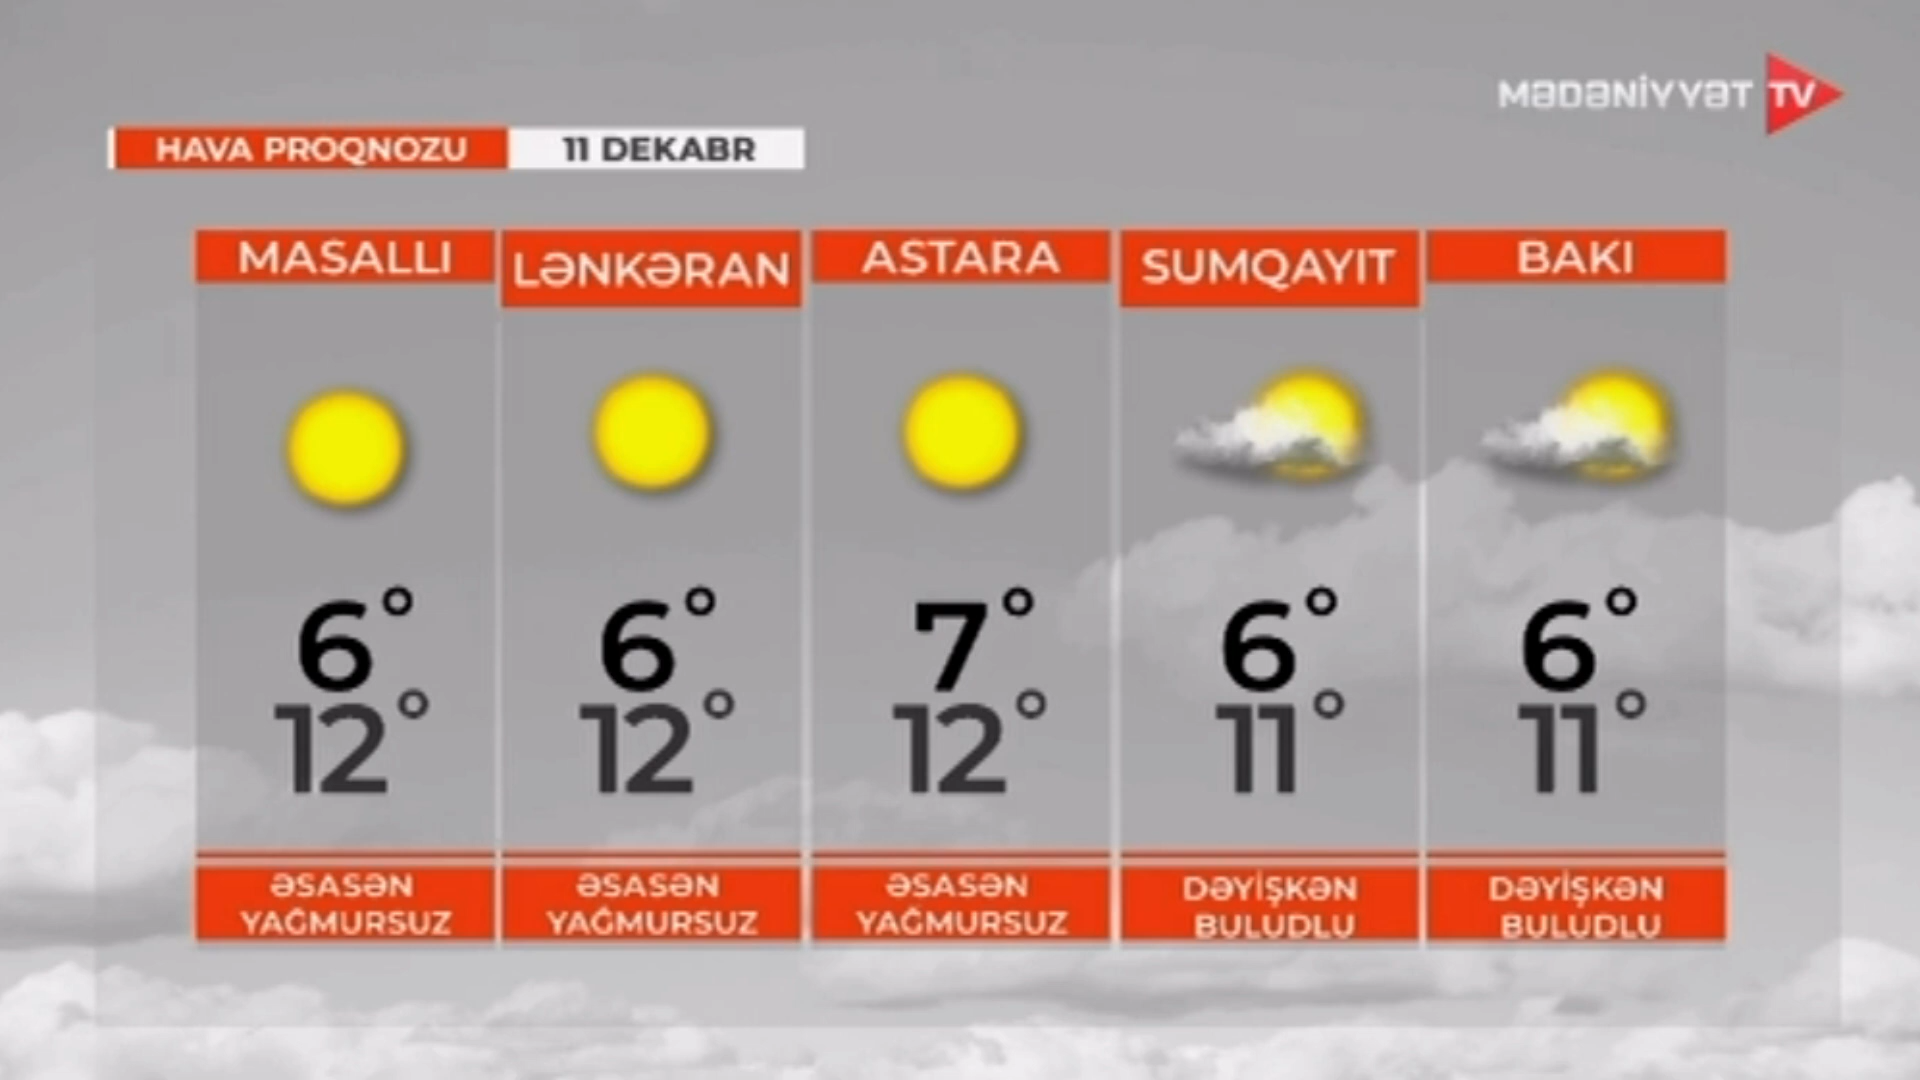 MƏDƏNİYYƏT TV
HAVA PROQNOZU 11 DEKABR
MASALLI
LƏNKƏRAN
ASTARA
SUMQAYIT
BAKI
6° 6° 7° 6° 6°
12° 12° 12° 11° 11°
ƏSASƏN
YAĞMURSUZ
ƏSASƏN
YAĞMURSUZ
ƏSASƏN
YAĞMURSUZ
DƏYİŞKƏN
BULUDLU
DƏYİŞKƏN
BULUDLU